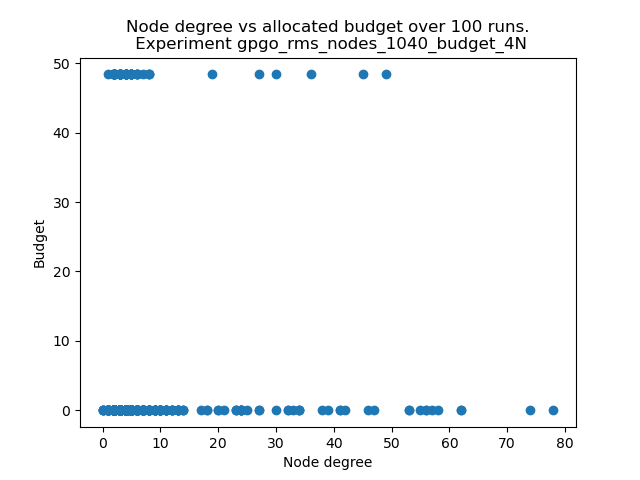 Node degree vs allocated budget over 100 runs.
Experiment gpgo_rms_nodes_1040_budget_4N
50
40
30
20
10
0
Budget
0 10 20 30 40 50 60 70 80
Node degree